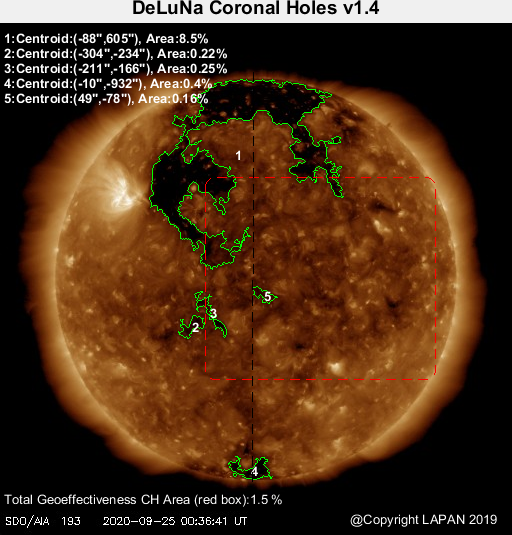 DeLuNa Coronal Holes v1.4
1:Centroid:(-88",605"), Area:8.5%
2:Centroid:(-304",-234"), Area:0.22%
3:Centroid:(-211",-166"), Area:0.25%
4:Centroid:(-10",-932"), Area:0.4%
5:Centroid:(49",-78"), Area:0.16%
1
5
3
2
4
Total Geoeffectiveness CH Area (red box):1.5 %
SDO/AIA 193 2020-09-25 00:36:41 UT
@Copyright LAPAN 2019